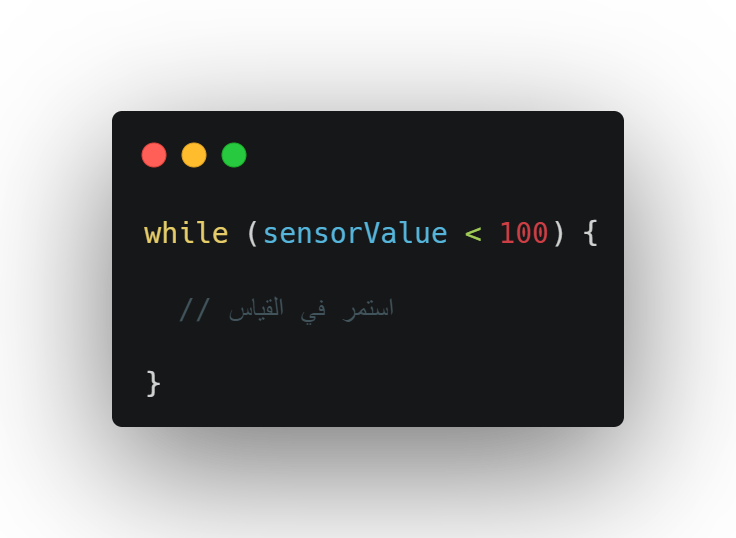 while (sensorValue < 100) {
// استمر في القياس
}